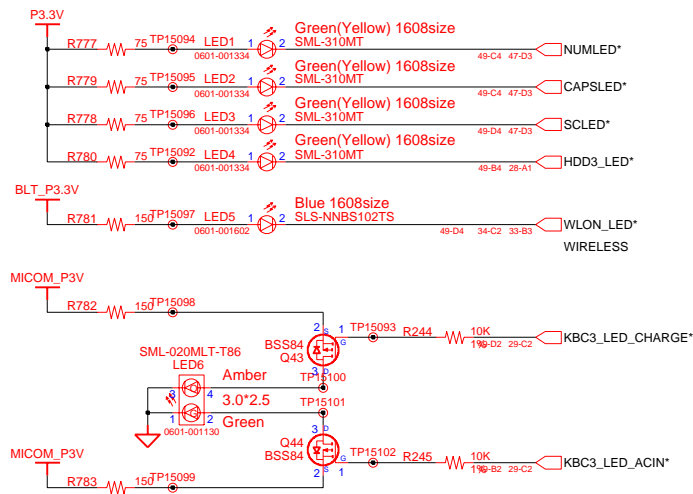 P3.3V
Green(Yellow) 1608size
R777 75 TP15094 LED1 1 2 SML-310MT NUMLED*
0601-001334 49-C4 47-D3
Green(Yellow) 1608size
R779 75 TP15095 LED2 1 2 SML-310MT CAPSLED*
0601-001334 49-C4 47-D3
Green(Yellow) 1608size
R778 75 TP15096 LED3 1 2 SML-310MT SCLED*
0601-001334 49-D4 47-D3
Green(Yellow) 1608size
R780 75 TP15092 LED4 1 2 SML-310MT HDD3_LED*
0601-001334 49-B4 28-A1
BLT_P3.3V
Blue 1608size
R781 150 TP15097 LED5 1 2 SLS-NNBS102TS WLON_LED*
0601-001602 49-D4 34-C2 33-B3
WIRELESS
MICOM_P3V
R782 150 TP15098
2 S 1 TP15093 R244 10K KBC3_LED_CHARGE*
BSS84 G 1% 29-C2
Q43
SML-020MLT-T86
LED6
3 D
TP15100
3 4 Amber
3.0*2.5
TP15101
1 2 Green
0601-001130
3 D
Q44
BSS84 G TP15102 R245 10K KBC3_LED_ACIN*
2 S 1 1% 29-C2
MICOM_P3V
R783 150 TP15099